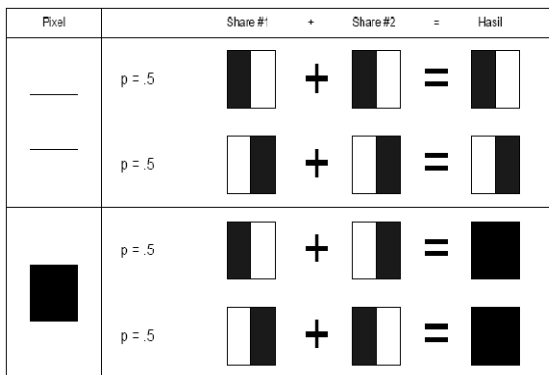 Pixel Share #1 + Share #2 = Hasil
p = .5 + =
p = .5 + =
p = .5 + =
p = .5 + =